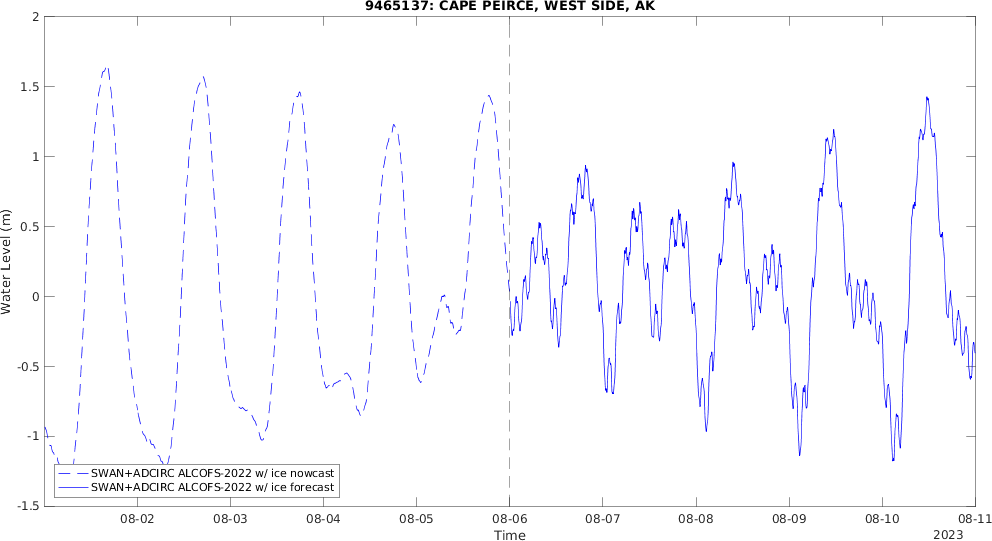 9465137: CAPE PEIRCE, WEST SIDE, AK
2
1.5
1
0.5
0
-0.5
-1
-1.5
Water Level (m)
SWAN+ADCIRC ALCOFS-2022 w/ ice nowcast
SWAN+ADCIRC ALCOFS-2022 w/ ice forecast
08-02 08-03 08-04 08-05 08-06 08-07 08-08 08-09 08-10 08-11
Time
2023